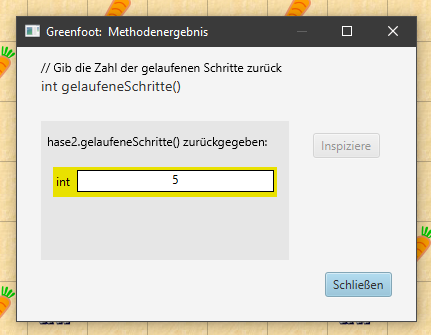 Greenfoot: Methodenergebnis
// Gib die Zahl der gelaufenen Schritte zurück
int gelaufeneSchritte()
hase2.gelaufeneSchritte() zurückgegeben:
int 5
Inspiziere
Schließen